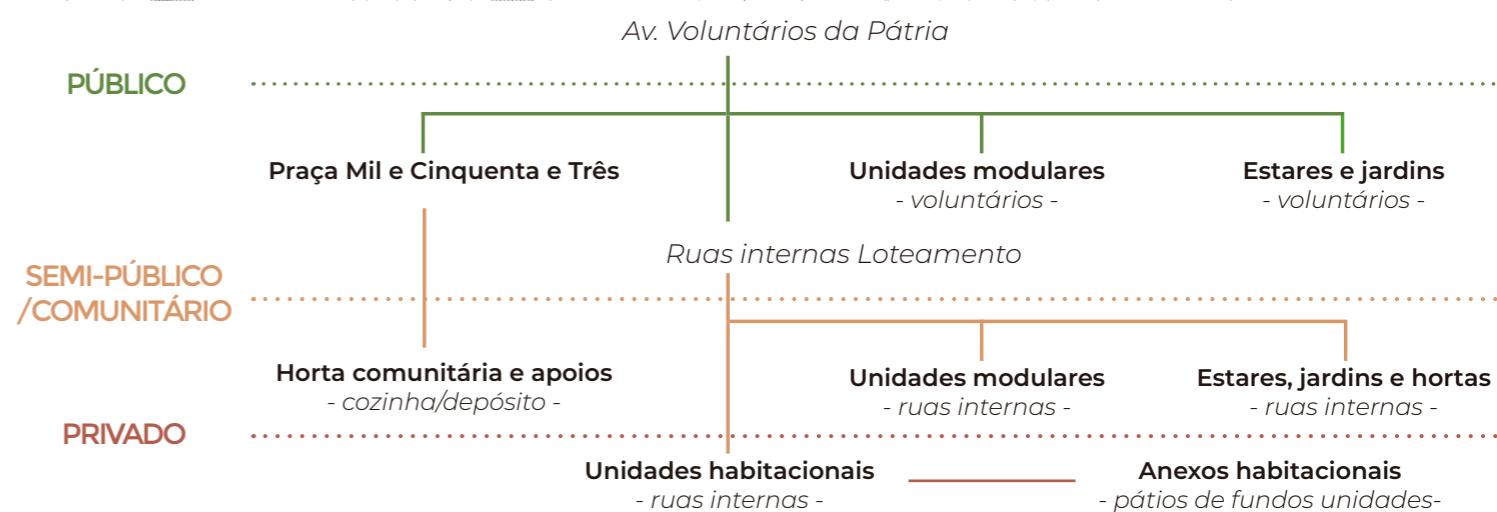 Av. Voluntários da Pátria
PÚBLICO
Praça Mil e Cinquenta e Três
Unidades modulares
- voluntários -
Estares e jardins
- voluntários -
Ruas internas Loteamento
SEMI-PÚBLICO
/COMUNITÁRIO
Horta comunitária e apoios
- cozinha/depósito -
Unidades modulares
- ruas internas -
Estares, jardins e hortas
- ruas internas -
PRIVADO
Unidades habitacionais
- ruas internas -
Anexos habitacionais
- pátios de fundos unidades-